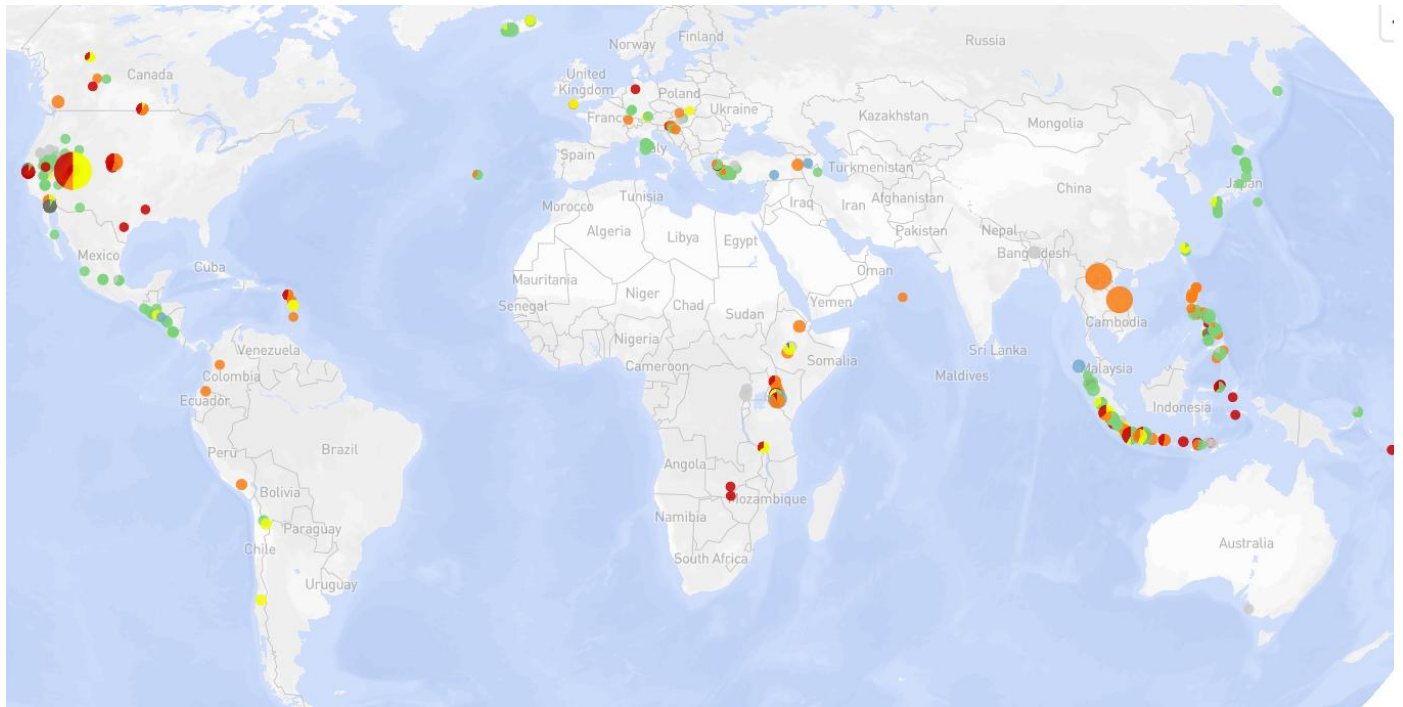 Russia
Finland
Norway
Canada
United
Kingdom
Poland
Ukraine
France
Kazakhstan
Mongolia
Italy
Spain
Türkmenistan
China
Japan
Tunisia
Morocco
Iraq
Iran
Afghanistan
Algeria
Libya
Egypt
Pakistan
Nepal
Bangladesh
Mexico
Cuba
Oman
Mauritania
Niger
Chad
Sudan
Yemen
Senegal
Nigeria
Cambodia
Venezuela
Cameroon
Somalia
Sri Lanka
Malaysia
Colombia
Maldives
Ecuador
Indonesia
Peru
Brazil
Angola
Bolivia
Mozambique
Namibia
Paraguay
Chile
Australia
South Africa
Uruguay